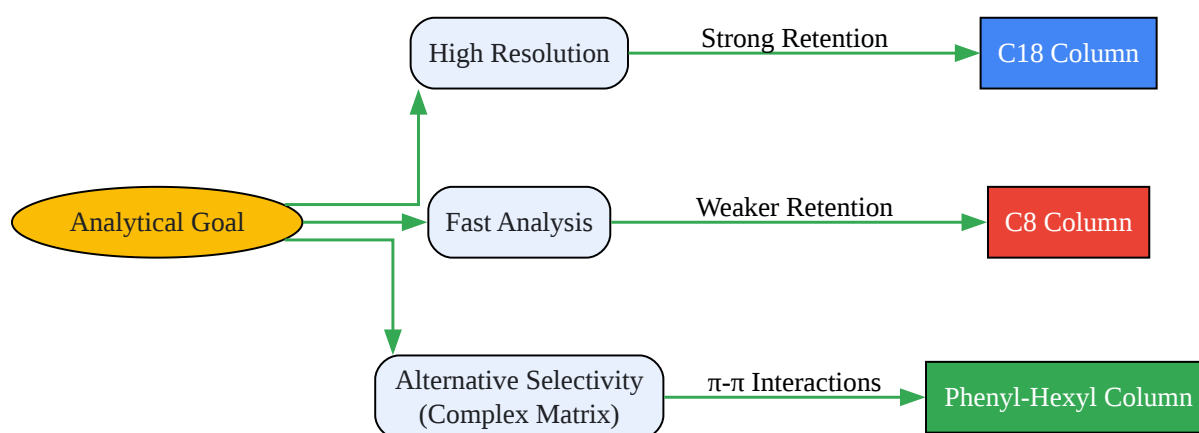 High Resolution
Strong Retention
C18 Column
Analytical Goal
Fast Analysis
Weaker Retention
C8 Column
Alternative Selectivity
(Complex Matrix)
π-π Interactions
Phenyl-Hexyl Column